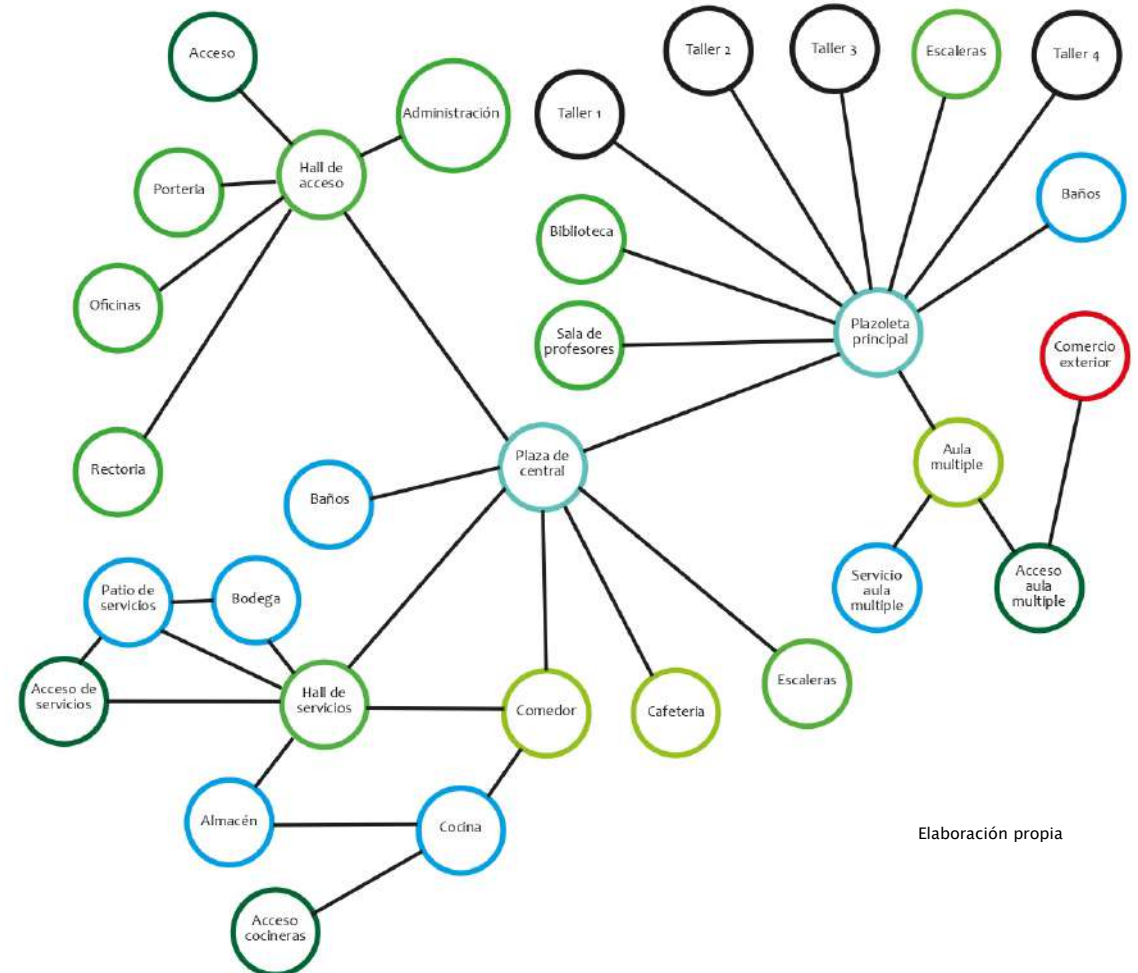 Acceso
Administración
Hall de
acceso
Porteria
Oficinas
Rectoria
Taller 1
Taller 2
Taller 3
Escaleras
Taller 4
Baños
Biblioteca
Sala de
profesores
Plazoleta
principal
Comercio
exterior
Aula
multiple
Servicio
aula
multiple
Acceso
aula
multiple
Plaza de
central
Baños
Patio de
servicios
Bodega
Acceso de
servicios
Hall de
servicios
Comedor
Cafeteria
Escaleras
Almacén
Cocina
Acceso
cocineras
Elaboración propia